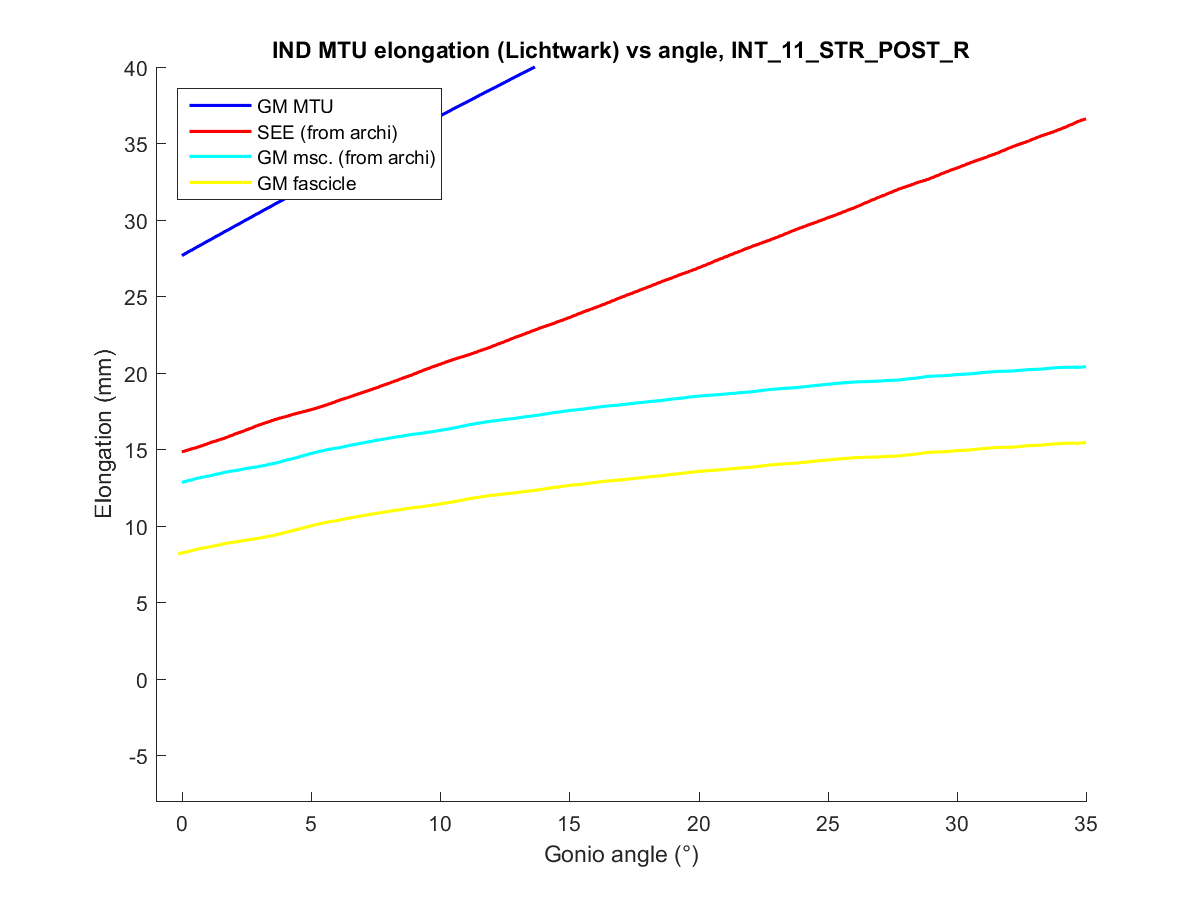 IND MTU elongation (Lichtwark) vs angle, INT_11_STR_POST_R
GM MTU
SEE (from archi)
GM msc. (from archi)
GM fascicle
Elongation (mm)
40
35
30
25
20
15
10
5
0
-5
0 5 10 15 20 25 30 35
Gonio angle (°)